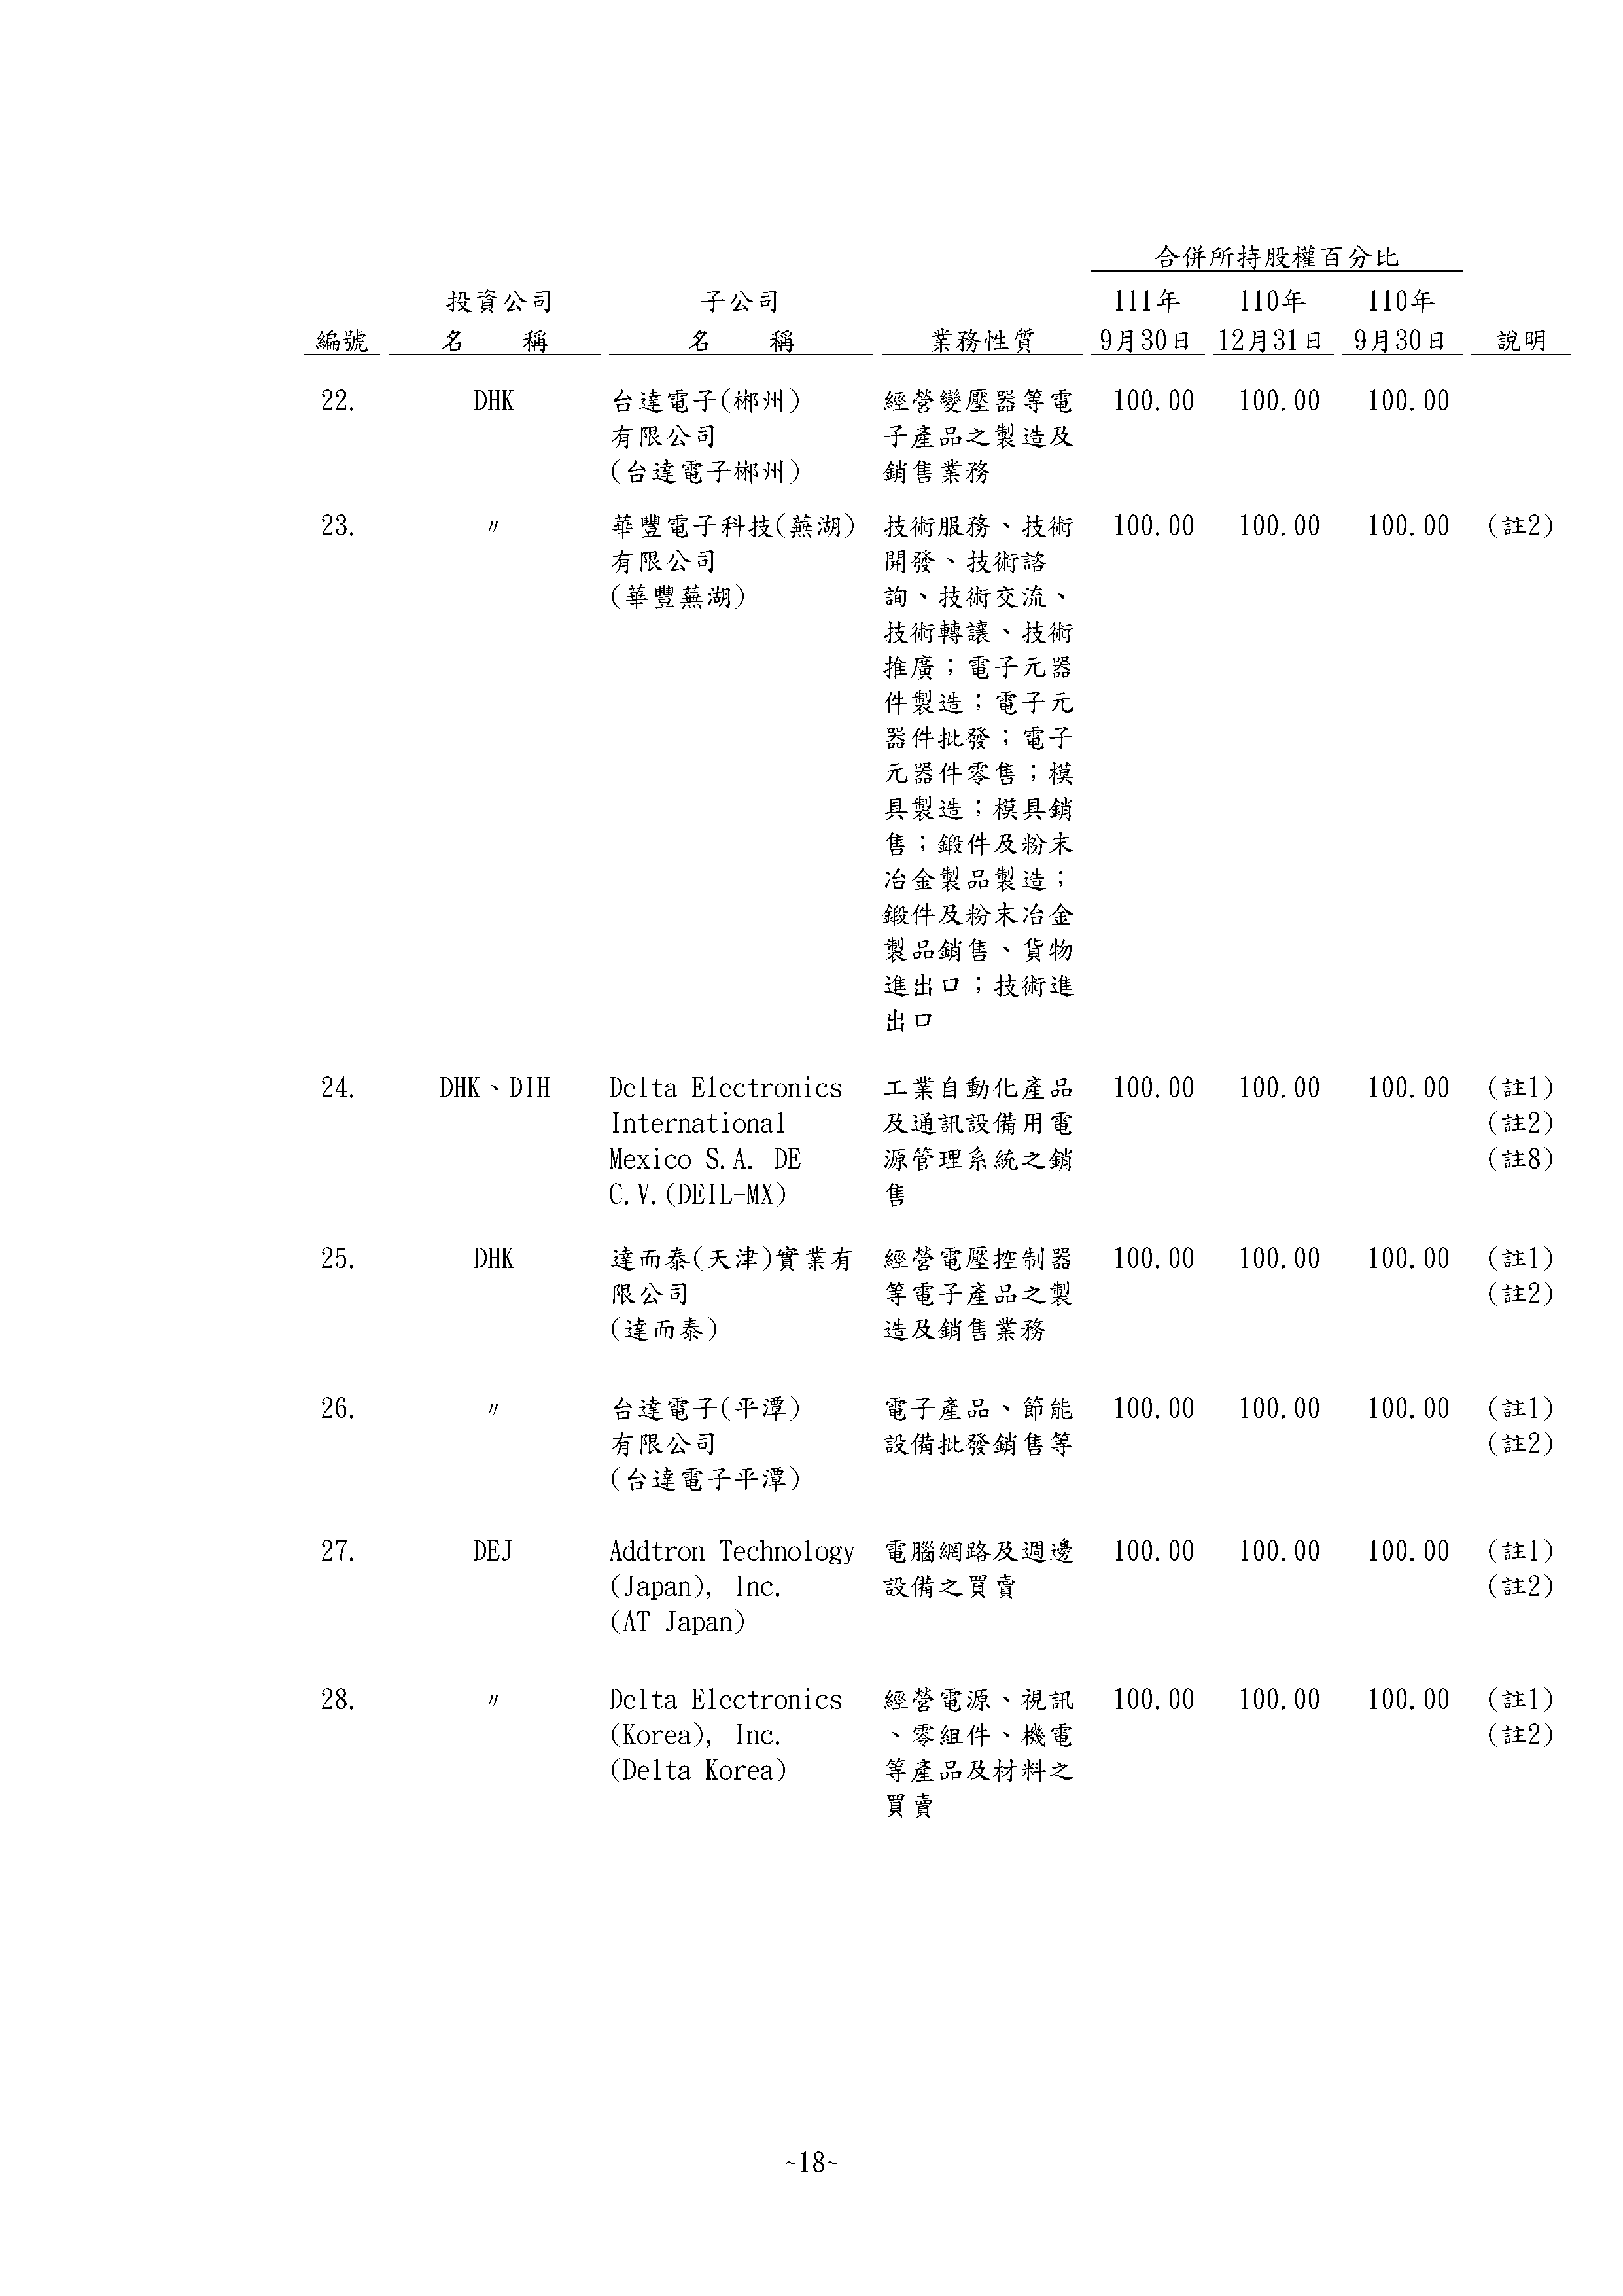 合併所持股權百分比
投資公司 子公司 111年 110年 110年
編號 名 稱 名 稱 業務性質 9月30日 12月31日 9月30日 說明
22. DHK 台達電子(郴州) 經營變壓器等電 100.00 100.00 100.00
有限公司 子產品之製造及
(台達電子郴州) 銷售業務
23. 〃 華豐電子科技(蕪湖) 技術服務、技術 100.00 100.00 100.00 (註2)
有限公司 開發、技術諮
(華豐蕪湖) 詢、技術交流、
技術轉讓、技術
推廣；電子元器
件製造；電子元
器件批發；電子
元器件零售；模
具製造；模具銷
售；鍛件及粉末
冶金製品製造；
鍛件及粉末冶金
製品銷售、貨物
進出口；技術進
出口
24. DHK、DIH Delta Electronics 工業自動化產品 100.00 100.00 100.00 (註1)
International 及通訊設備用電 (註2)
Mexico S.A. DE 源管理系統之銷 (註8)
C.V.(DEIL-MX) 售
25. DHK 達而泰(天津)實業有 經營電壓控制器 100.00 100.00 100.00 (註1)
限公司 等電子產品之製 (註2)
(達而泰) 造及銷售業務
26. 〃 台達電子(平潭) 電子產品、節能 100.00 100.00 100.00 (註1)
有限公司 設備批發銷售等 (註2)
(台達電子平潭)
27. DEJ Addtron Technology 電腦網路及週邊 100.00 100.00 100.00 (註1)
(Japan), Inc. 設備之買賣 (註2)
(AT Japan)
28. 〃 Delta Electronics 經營電源、視訊 100.00 100.00 100.00 (註1)
(Korea), Inc. 、零組件、機電 (註2)
(Delta Korea) 等產品及材料之
買賣
~18~